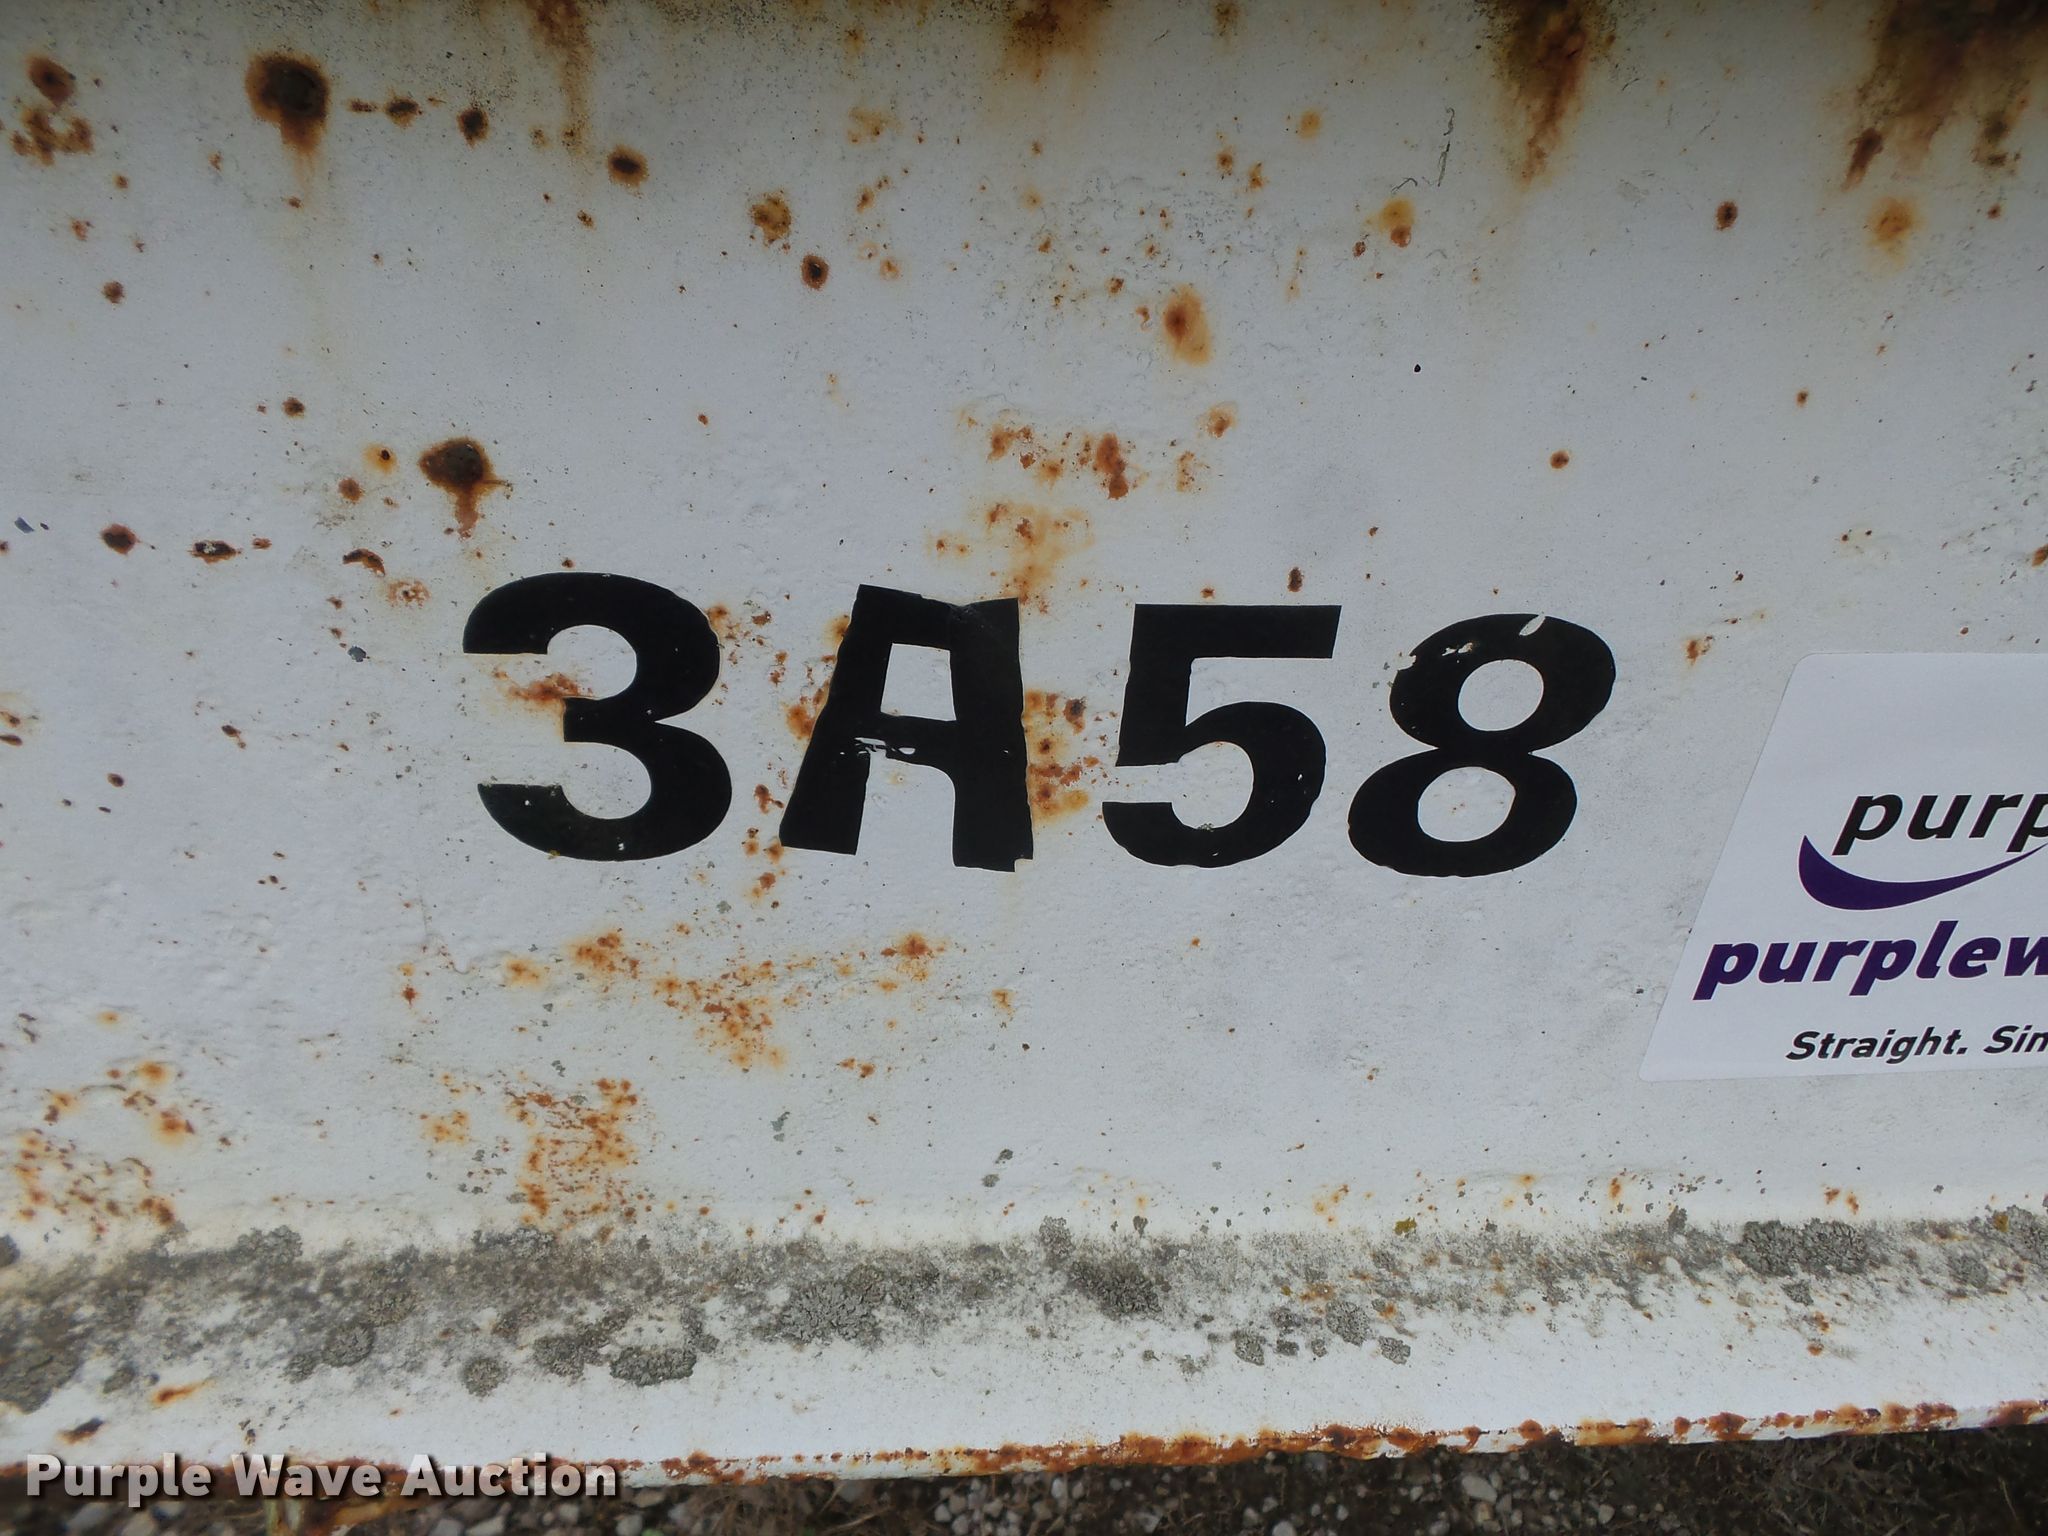 3A58
purp
purplew
Straight. Sim
Purple Wave Auction